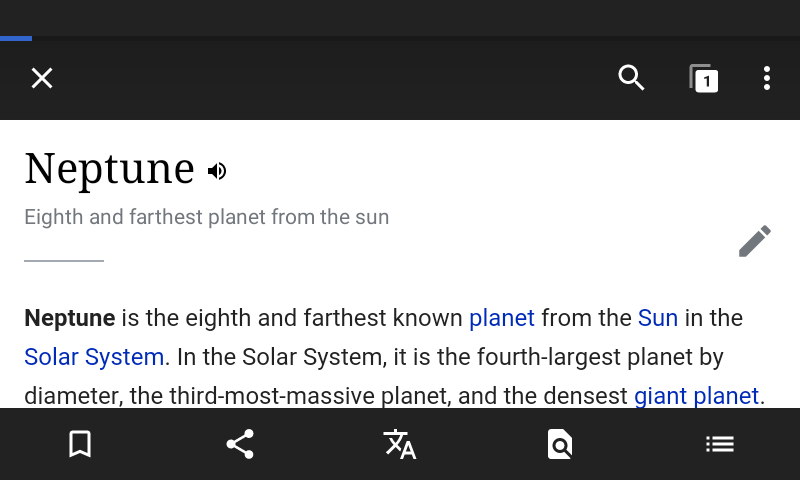 1
Neptune
Eighth and farthest planet from the sun
Neptune is the eighth and farthest known planet from the Sun in the
Solar System. In the Solar System, it is the fourth-largest planet by
diameter, the third-most-massive planet, and the densest giant planet.